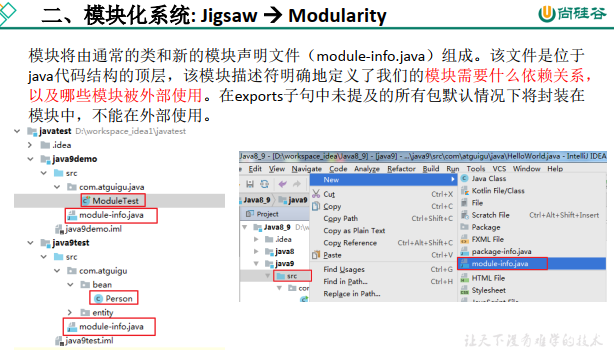 二、模块化系统: Jigsaw → Modularity
尚硅谷
模块将由通常的类和新的模块声明文件（module-info.java）组成。该文件是位于
java代码结构的顶层，该模块描述符明确地定义了我们的模块需要什么依赖关系，
以及哪些模块被外部使用。在exports子句中未提及的所有包默认情况下将封装在
模块中，不能在外部使用。
javatest D:\workspace_idea1\javatest
.idea
java9demo
src
com.atguigu.java
ModuleTest
module-info.java
java9demo.iml
java9test
src
com.atguigu
bean
Person
entity
module-info.java
java9test.iml
Java8_9 - [D:\workspace_idea\Java8_9] - [java9] - ...\java9\src\com\atguigu\java\HelloWorld.java - IntelliJ IDEA
Edit View Navigate Code Analyze Refactor Build Run Tools VCS Window Help
Java8_9 java9
Project
Java8_9 D:\
.idea
java8
java9
src
New
Cut Ctrl+X
Copy Ctrl+C
Copy Path Ctrl+Shift+C
Copy as Plain Text
Copy Reference Ctrl+Alt+Shift+C
Paste Ctrl+V
Find Usages Ctrl+G
Find in Path... Ctrl+H
Replace in Path...
Java Class
Kotlin File/Class
File
Scratch File Ctrl+Alt+Shift+Insert
Package
FXML File
package-info.java
module-info.java
HTML File
Stylesheet
JavaScript File
让天下没有难学的技术